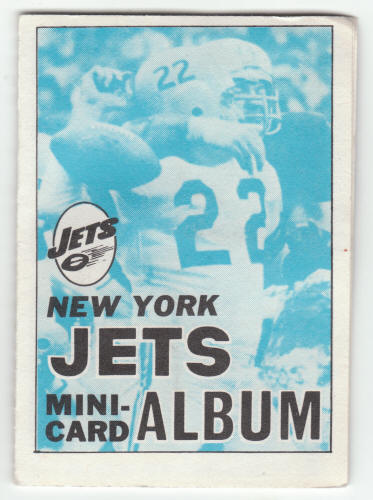 22
22
JETS
NEW YORK
JETS
MINI-
CARD ALBUM